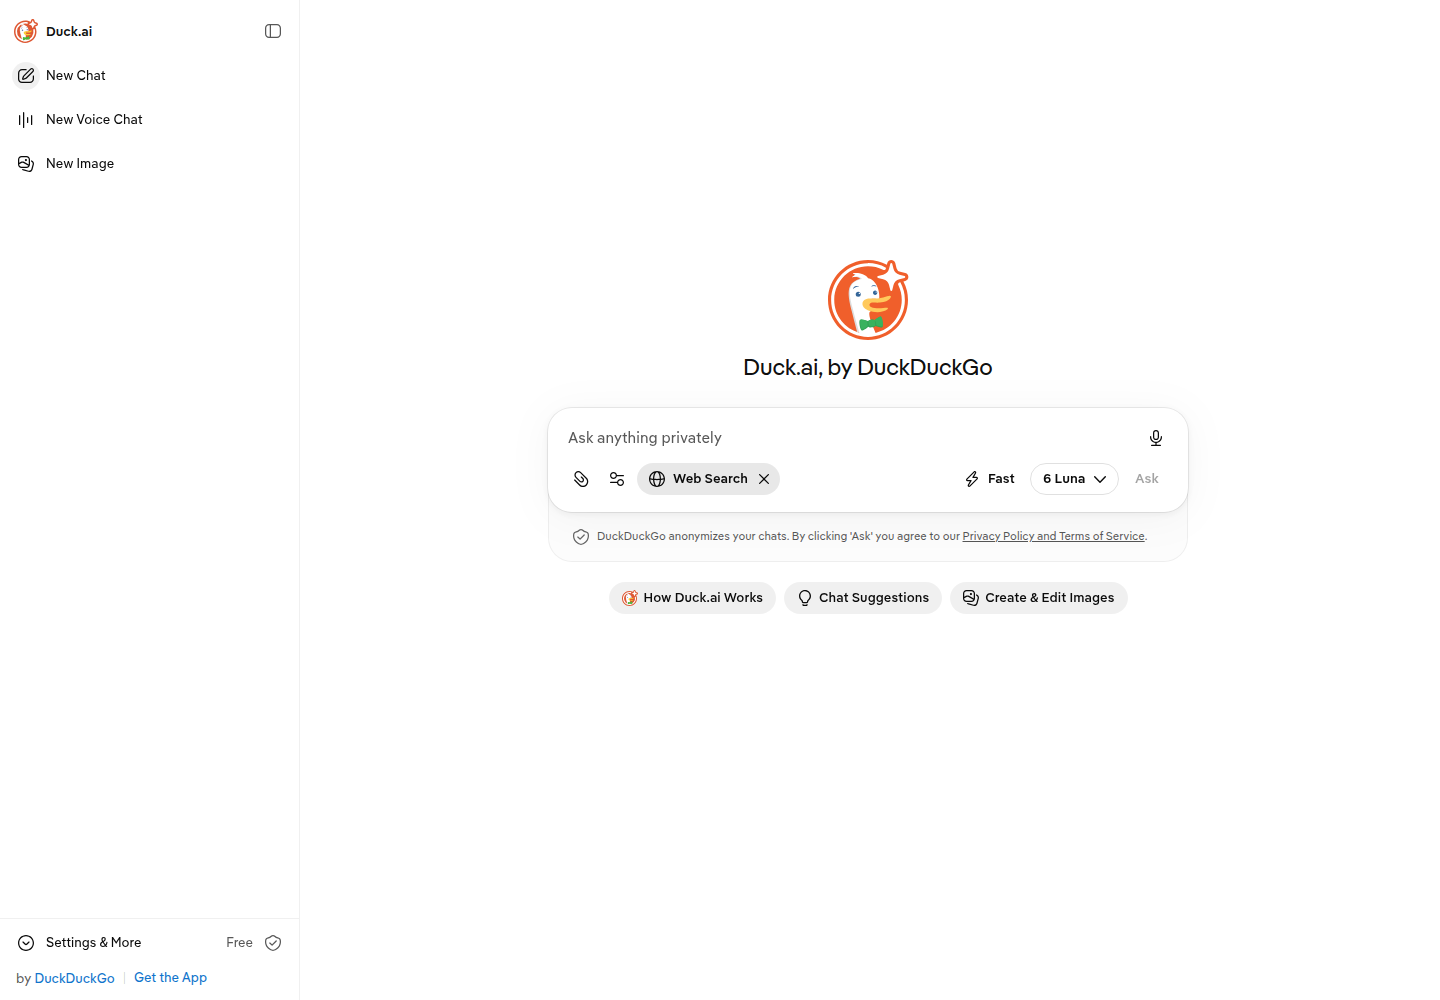 Duck.ai
New Chat
New Voice Chat
New Image
Duck.ai, by DuckDuckGo
Ask anything privately
Web Search
Fast
6 Luna
Ask
DuckDuckGo anonymizes your chats. By clicking 'Ask' you agree to our Privacy Policy and Terms of Service.
How Duck.ai Works
Chat Suggestions
Create & Edit Images
Settings & More
Free
by DuckDuckGo
Get the App